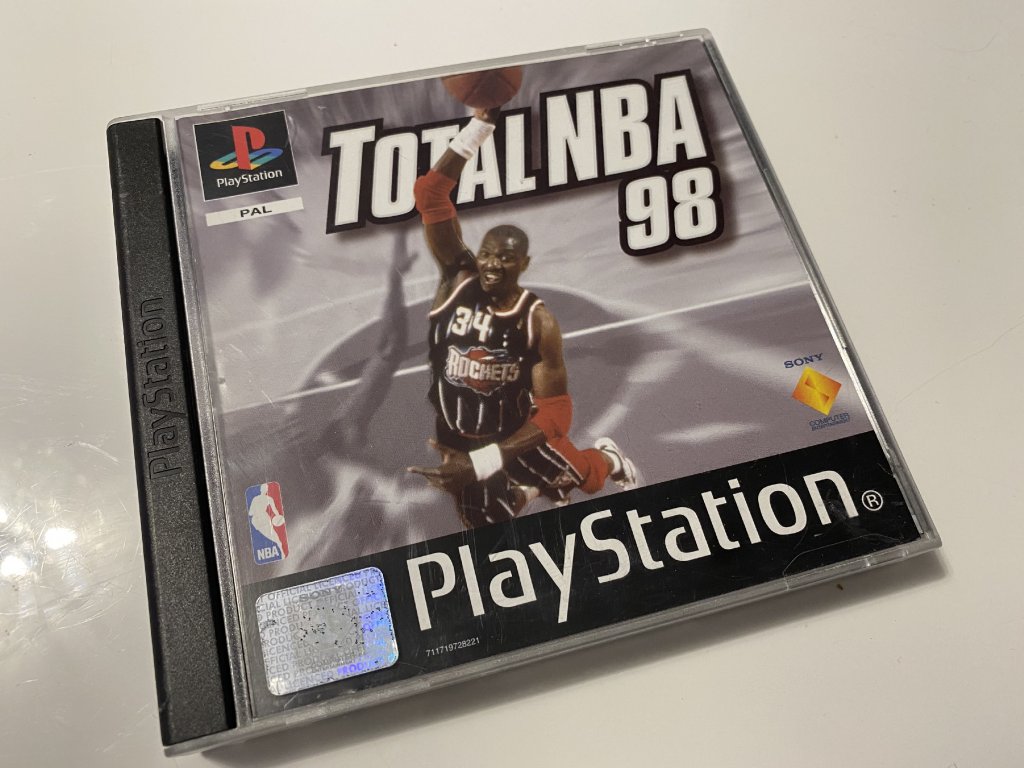 PlayStation
PlayStation
PAL
TOTAL NBA
98
34
ROCKETS
SONY
COMPUTER
Entertainment
NBA
PlayStation®
711719728221